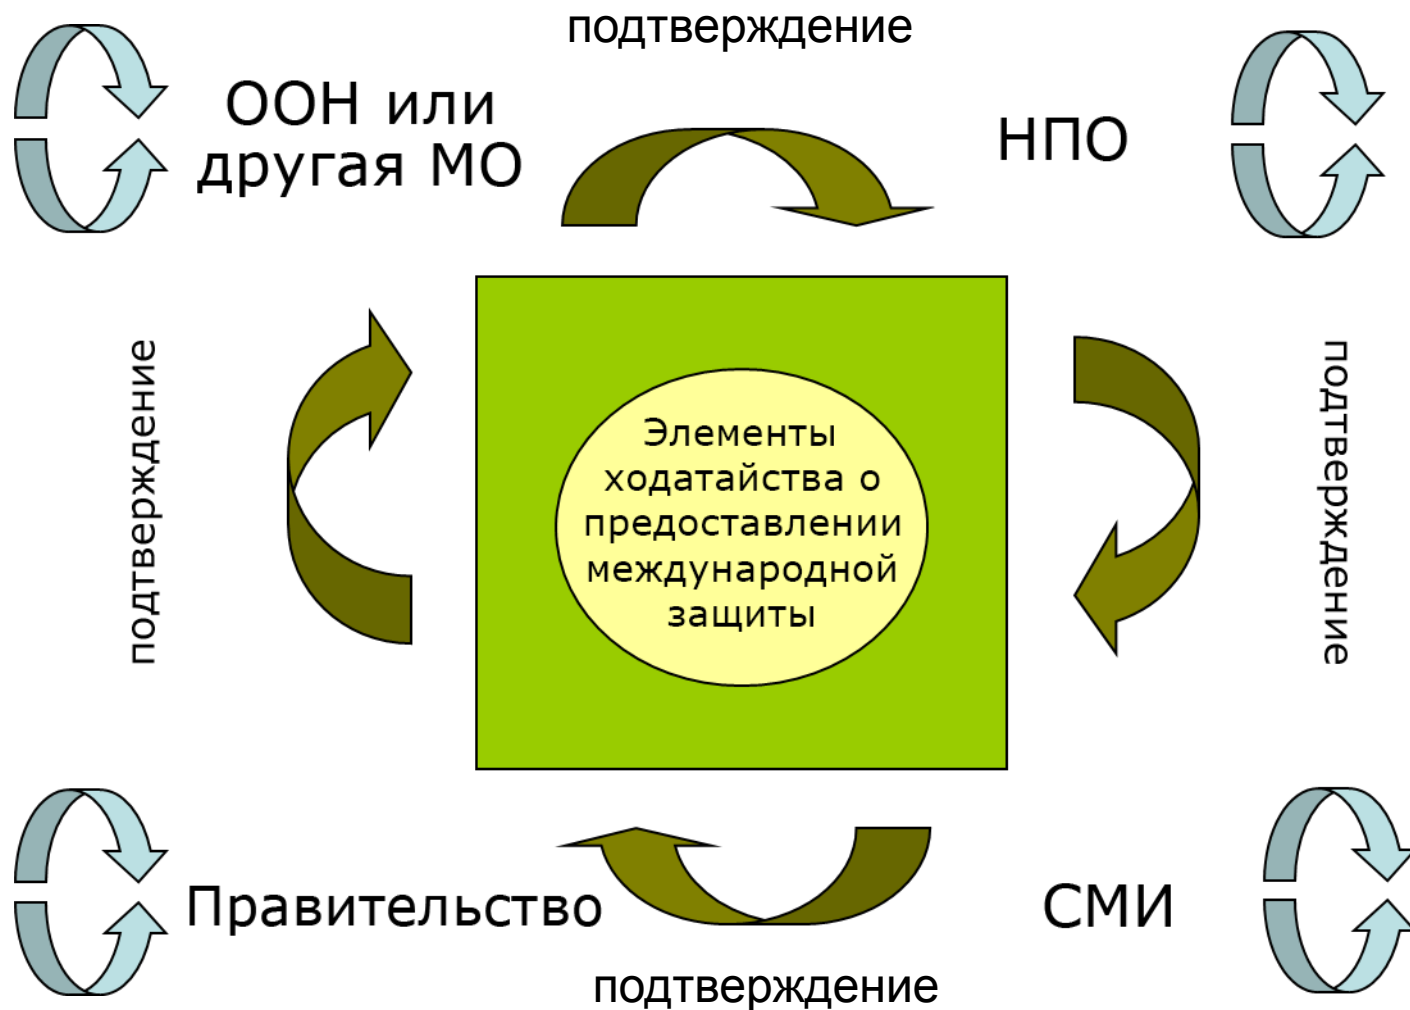 подтверждение
ООН или
другая МО
НПО
подтверждение
Элементы
ходатайства о
предоставлении
международной
защиты
подтверждение
Правительство
СМИ
подтверждение